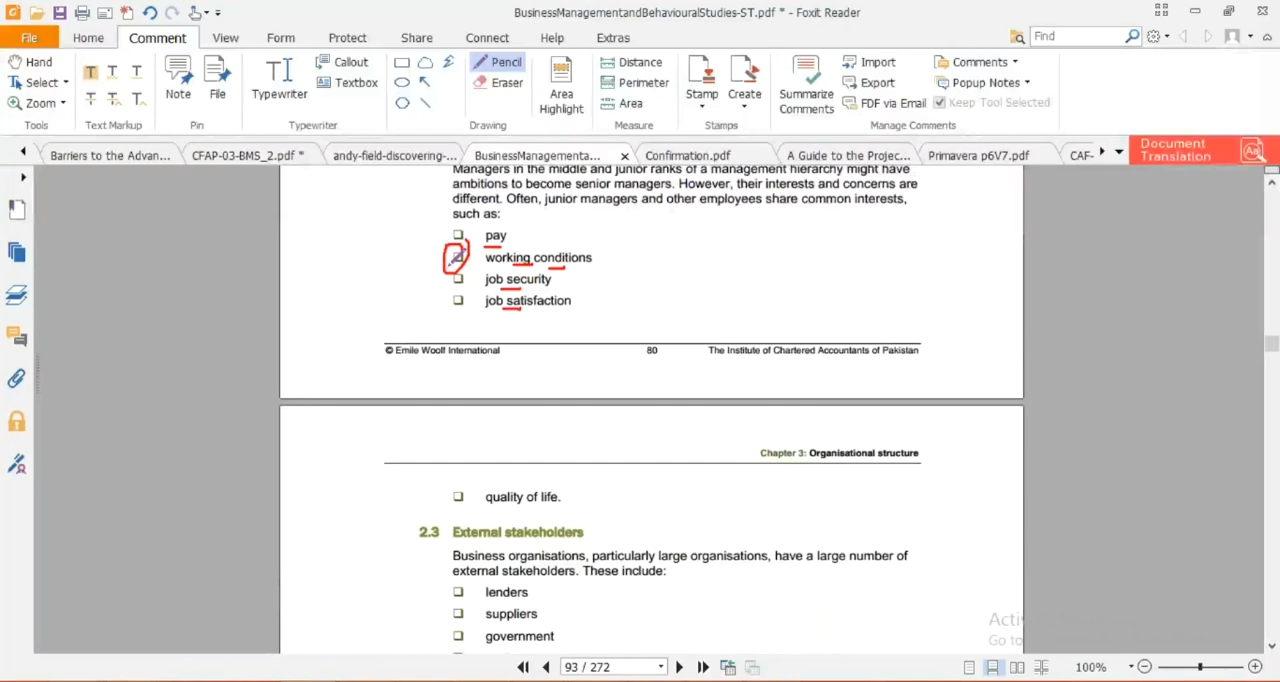 BusinessManagementandBehaviouralStudies-ST.pdf * - Foxit Reader
File Home Comment View Form Protect Share Connect Help Extras Find
Hand Callout Pencil Distance Import Comments
Select Note File Typewriter Textbox Eraser Area Highlight Perimeter Stamp Create Summarize Comments Export Popup Notes
Zoom Area FDF via Email Keep Tool Selected
Tools Text Markup Pin Typewriter Drawing Measure Stamps Manage Comments
Barriers to the Advan... CFAP-03-BMS_2.pdf * andy-field-discovering-... BusinessManagementa... Confirmation.pdf A Guide to the Projec... Primavera p6V7.pdf CAF- Document Translation
Managers in the middle and junior ranks of a management hierarchy might have
ambitions to become senior managers. However, their interests and concerns are
different. Often, junior managers and other employees share common interests,
such as:
pay
working conditions
job security
job satisfaction
© Emile Woolf International 80 The Institute of Chartered Accountants of Pakistan
Chapter 3: Organisational structure
quality of life.
2.3 External stakeholders
Business organisations, particularly large organisations, have a large number of
external stakeholders. These include:
lenders
suppliers
government
Acti
Go to
93 / 272 100%